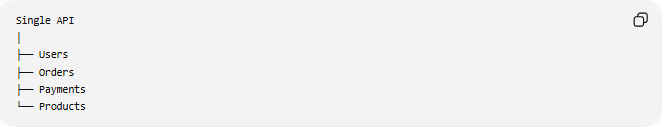 Single API
│
├── Users
├── Orders
├── Payments
└── Products